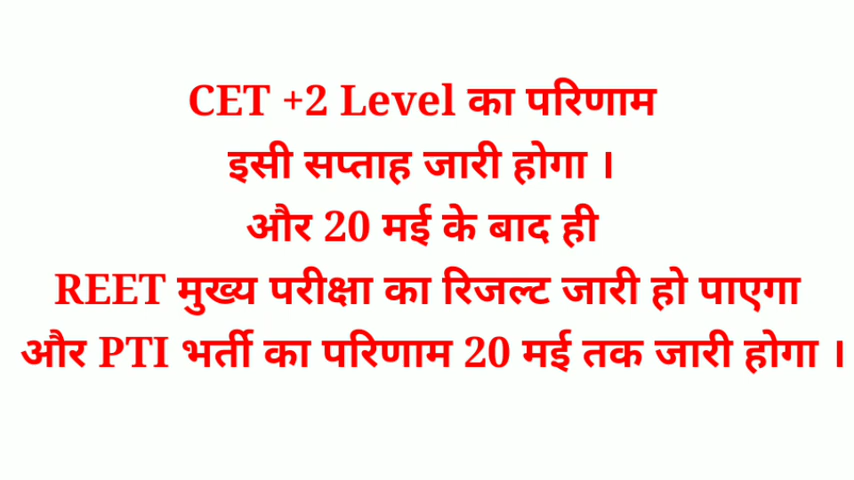 CET +2 Level का परिणाम
इसी सप्ताह जारी होगा ।
और 20 मई के बाद ही
REET मुख्य परीक्षा का रिजल्ट जारी हो पाएगा
और PTI भर्ती का परिणाम 20 मई तक जारी होगा ।